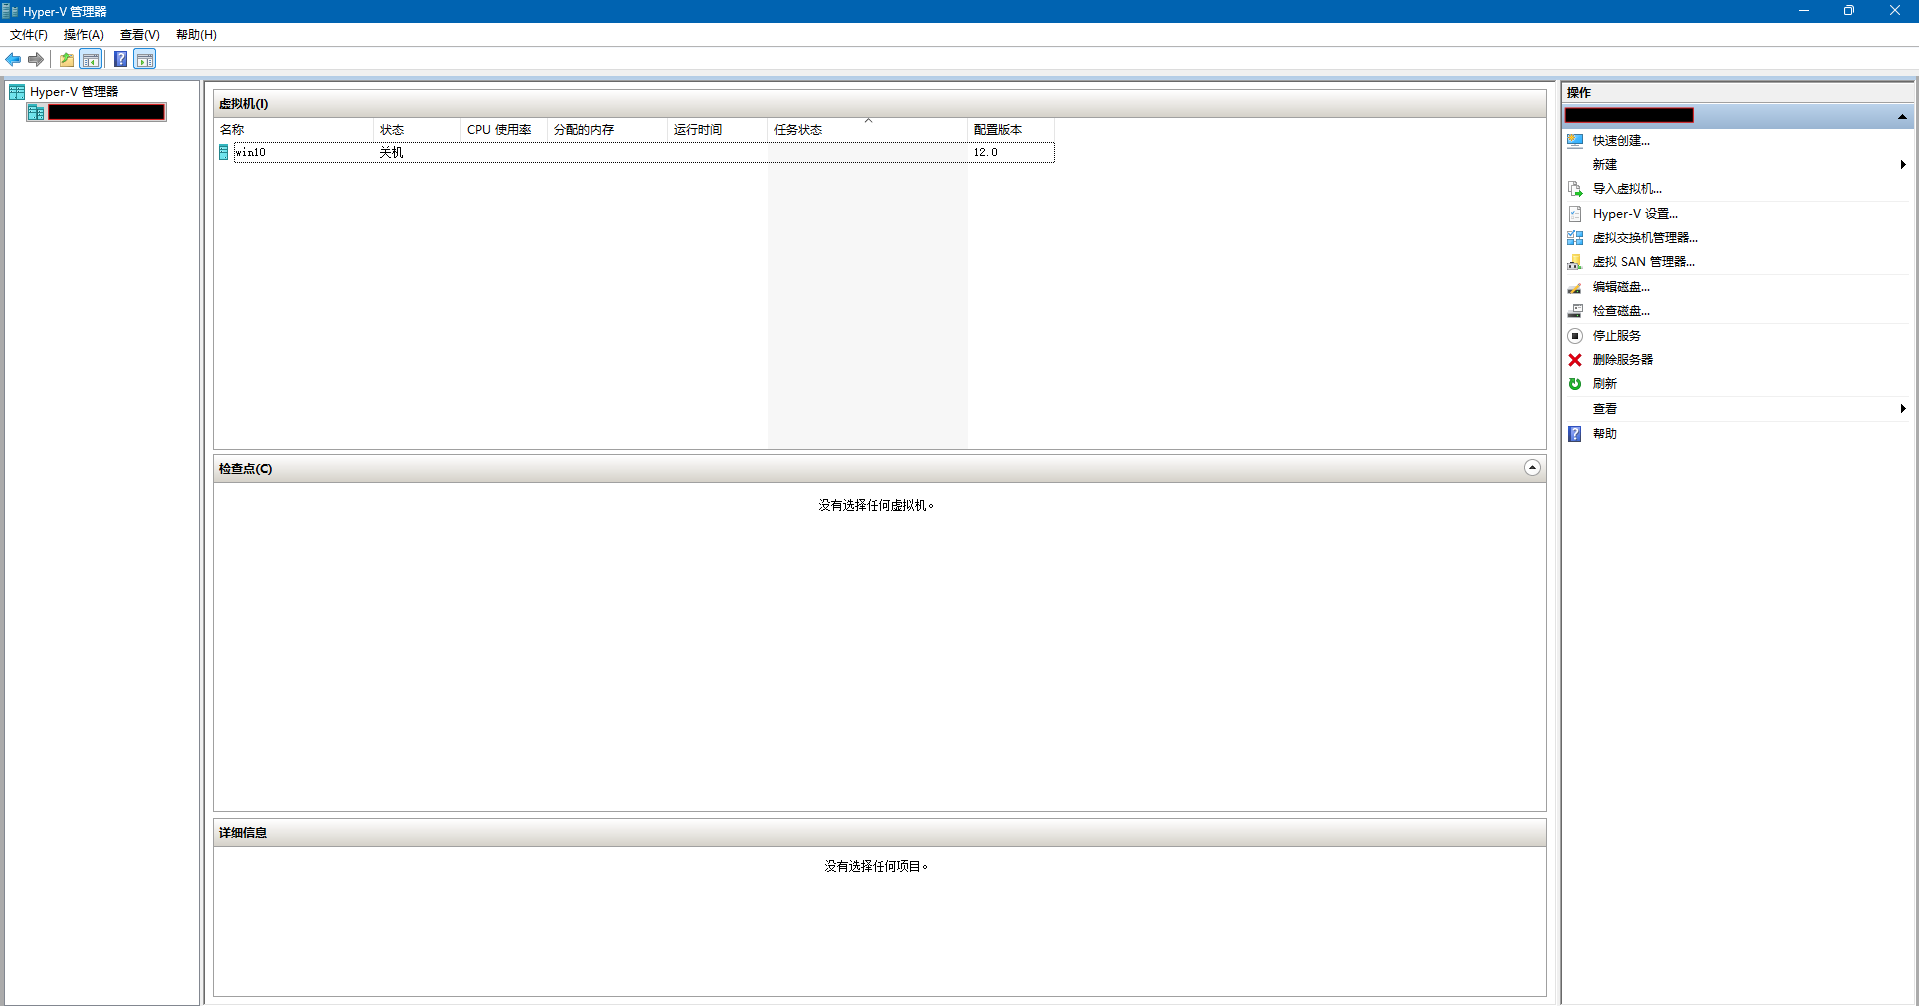 Hyper-V 管理器
文件(F) 操作(A) 查看(V) 帮助(H)
Hyper-V 管理器
虚拟机(I)
名称 状态 CPU 使用率 分配的内存 运行时间 任务状态 配置版本
win10 关机 12.0
检查点(C)
没有选择任何虚拟机。
详细信息
没有选择任何项目。
操作
快速创建...
新建
导入虚拟机...
Hyper-V 设置...
虚拟交换机管理器...
虚拟 SAN 管理器...
编辑磁盘...
检查磁盘...
停止服务
删除服务器
刷新
查看
帮助